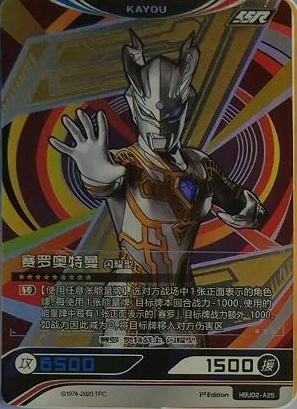 KAYOU
SSR
赛罗奥特曼 闪耀型
【使用任意张能量牌】选对方战场中1张正面表示的角色
牌,每使用1张能量牌,目标牌本回合战力-1000,使用的
能量牌中每有1张正面表示的「赛罗」,目标牌战力额外-1000,
如战力因此减为0,将目标牌移入对方伤害区
攻 6500
1500 援
©1974-2020 TPC
1st Edition
HBU02-A25